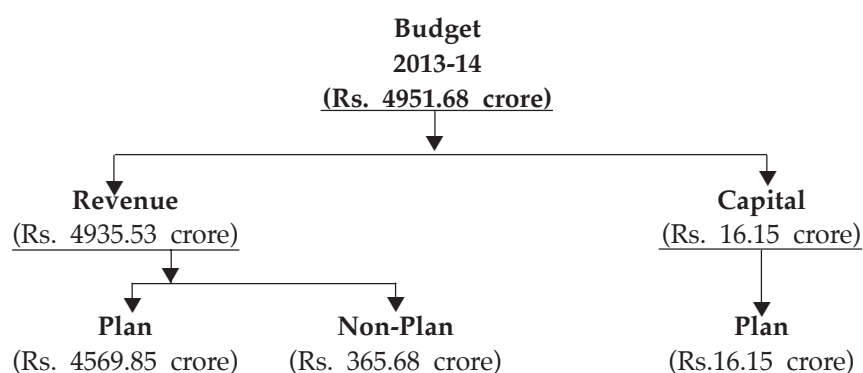 Budget
2013-14
(Rs. 4951.68 crore)
Revenue
(Rs. 4935.53 crore)
Capital
(Rs. 16.15 crore)
Plan
(Rs. 4569.85 crore)
Non-Plan
(Rs. 365.68 crore)
Plan
(Rs.16.15 crore)